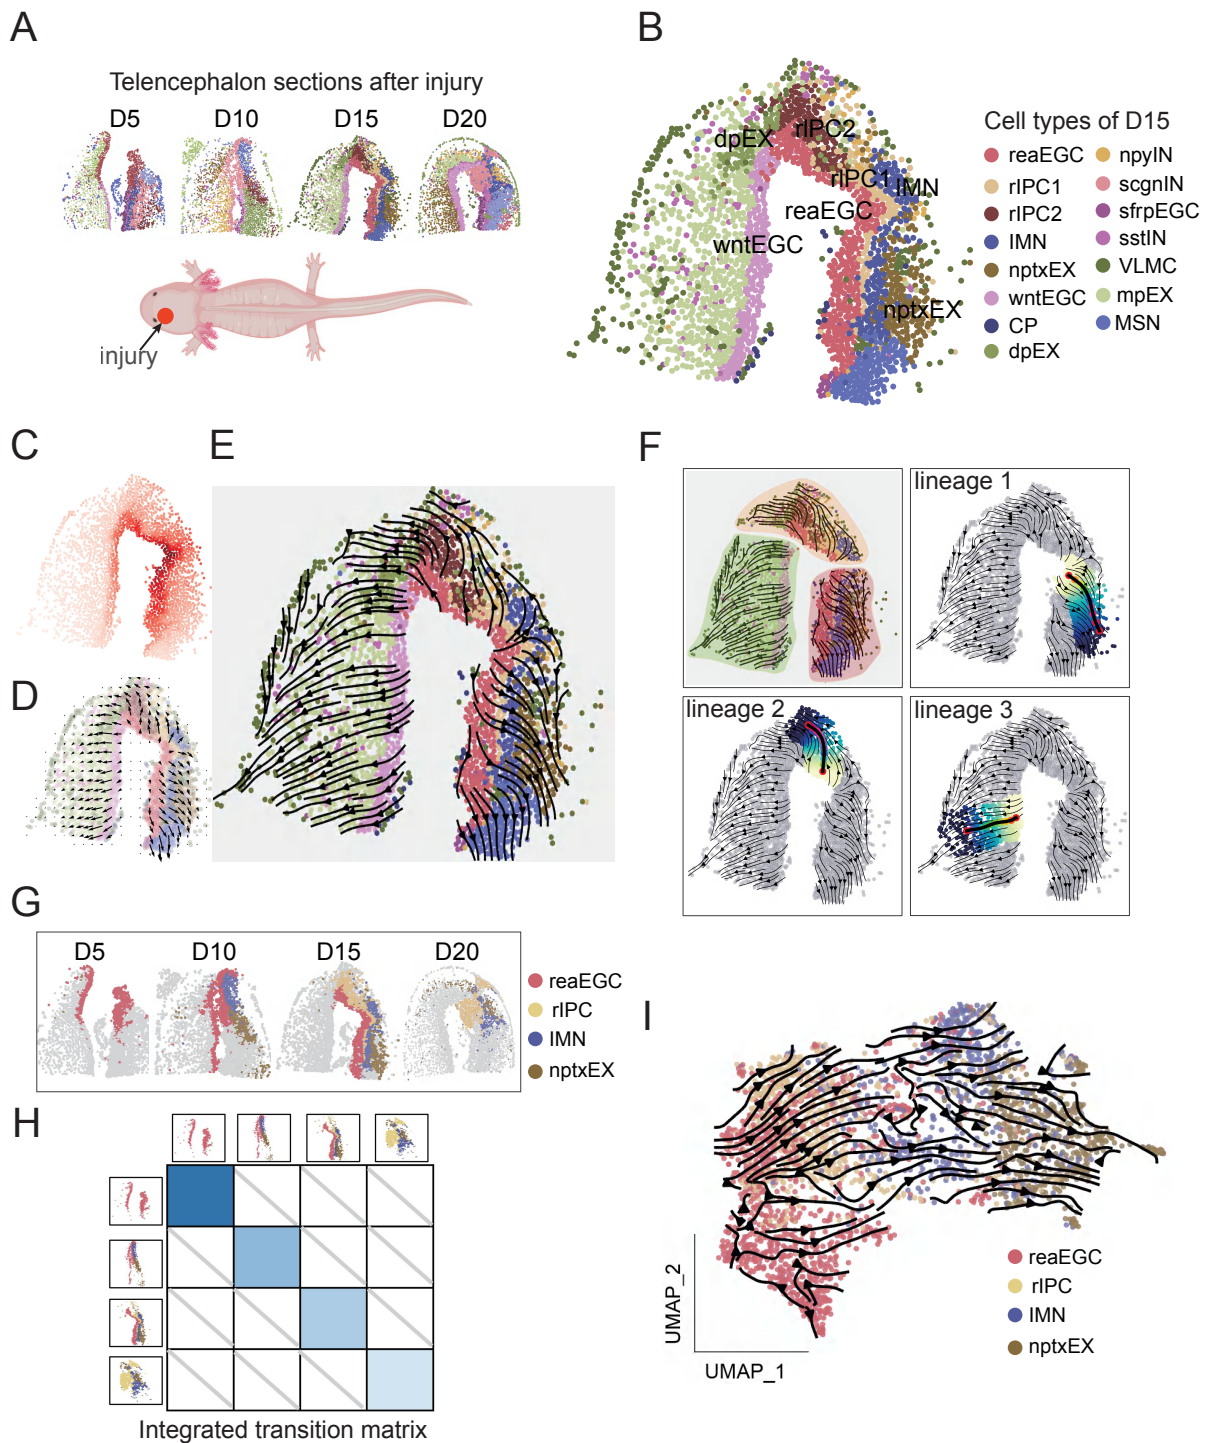 A
Telencephalon sections after injury
D5
D10
D15
D20
injury
B
dpEX
rIPC2
rIPC1
IMN
reaEGC
wntEGC
nptxEX
Cell types of D15
reaEGC
rIPC1
rIPC2
IMN
nptxEX
wntEGC
CP
dpEX
npyIN
scgnIN
sfrpEGC
sstIN
VLMC
mpEX
MSN
C
D
E
F
lineage 1
lineage 2
lineage 3
G
D5
D10
D15
D20
reaEGC
rIPC
IMN
nptxEX
H
Integrated transition matrix
I
UMAP_2
UMAP_1
reaEGC
rIPC
IMN
nptxEX